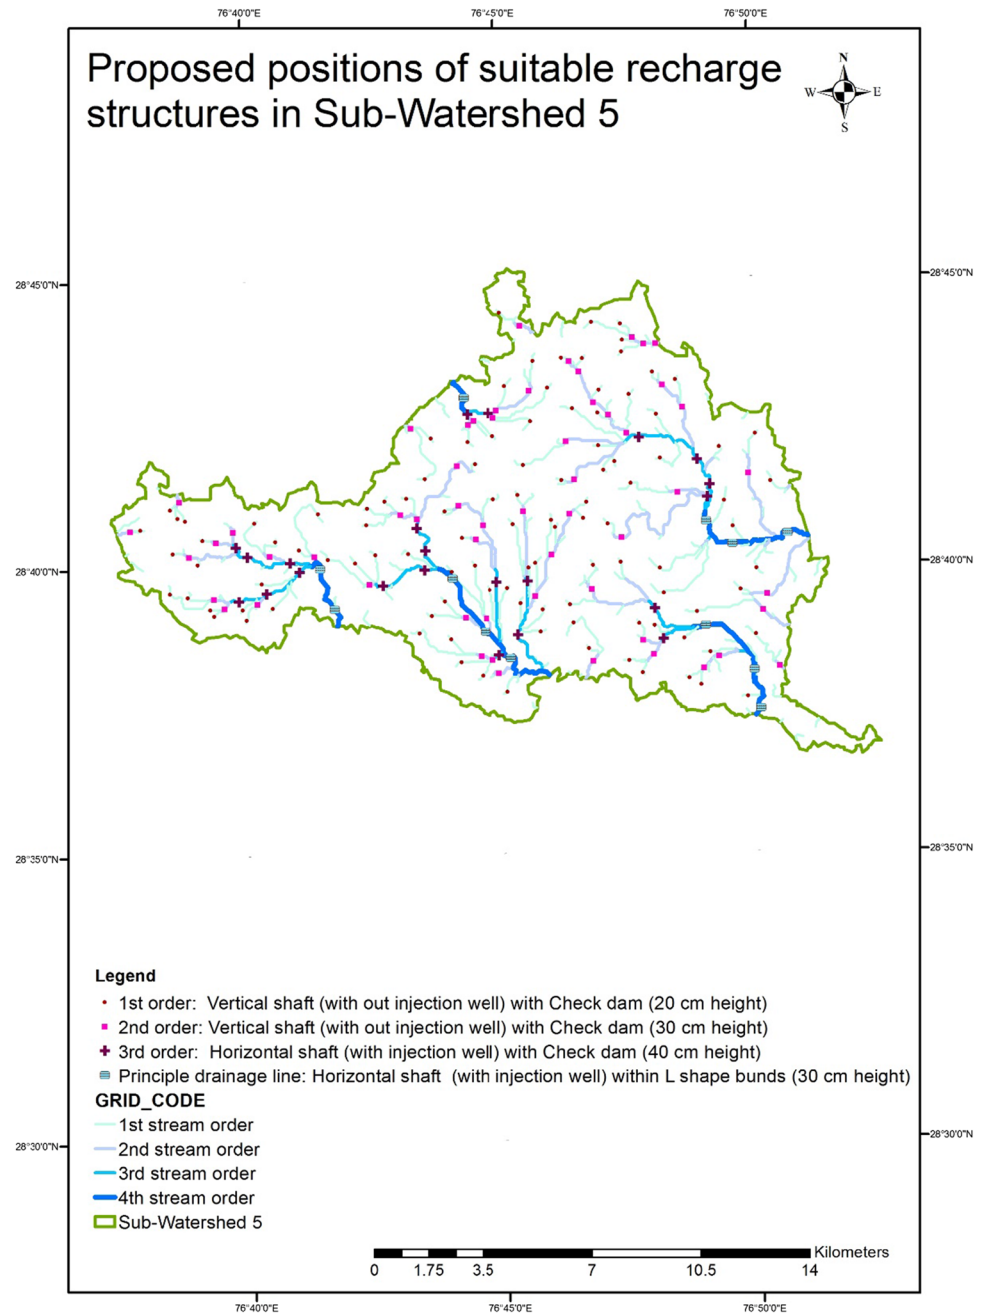 76°40'0"E 76°45'0"E 76°50'0"E
Proposed positions of suitable recharge
structures in Sub-Watershed 5
N
W E
S
28°45'0"N 28°45'0"N
28°40'0"N 28°40'0"N
28°35'0"N 28°35'0"N
Legend
1st order: Vertical shaft (with out injection well) with Check dam (20 cm height)
2nd order: Vertical shaft (with out injection well) with Check dam (30 cm height)
3rd order: Horizontal shaft (with injection well) with Check dam (40 cm height)
Principle drainage line: Horizontal shaft (with injection well) within L shape bunds (30 cm height)
GRID_CODE
1st stream order
28°30'0"N 28°30'0"N
2nd stream order
3rd stream order
4th stream order
Sub-Watershed 5
Kilometers
0 1.75 3.5 7 10.5 14
76°40'0"E 76°45'0"E 76°50'0"E